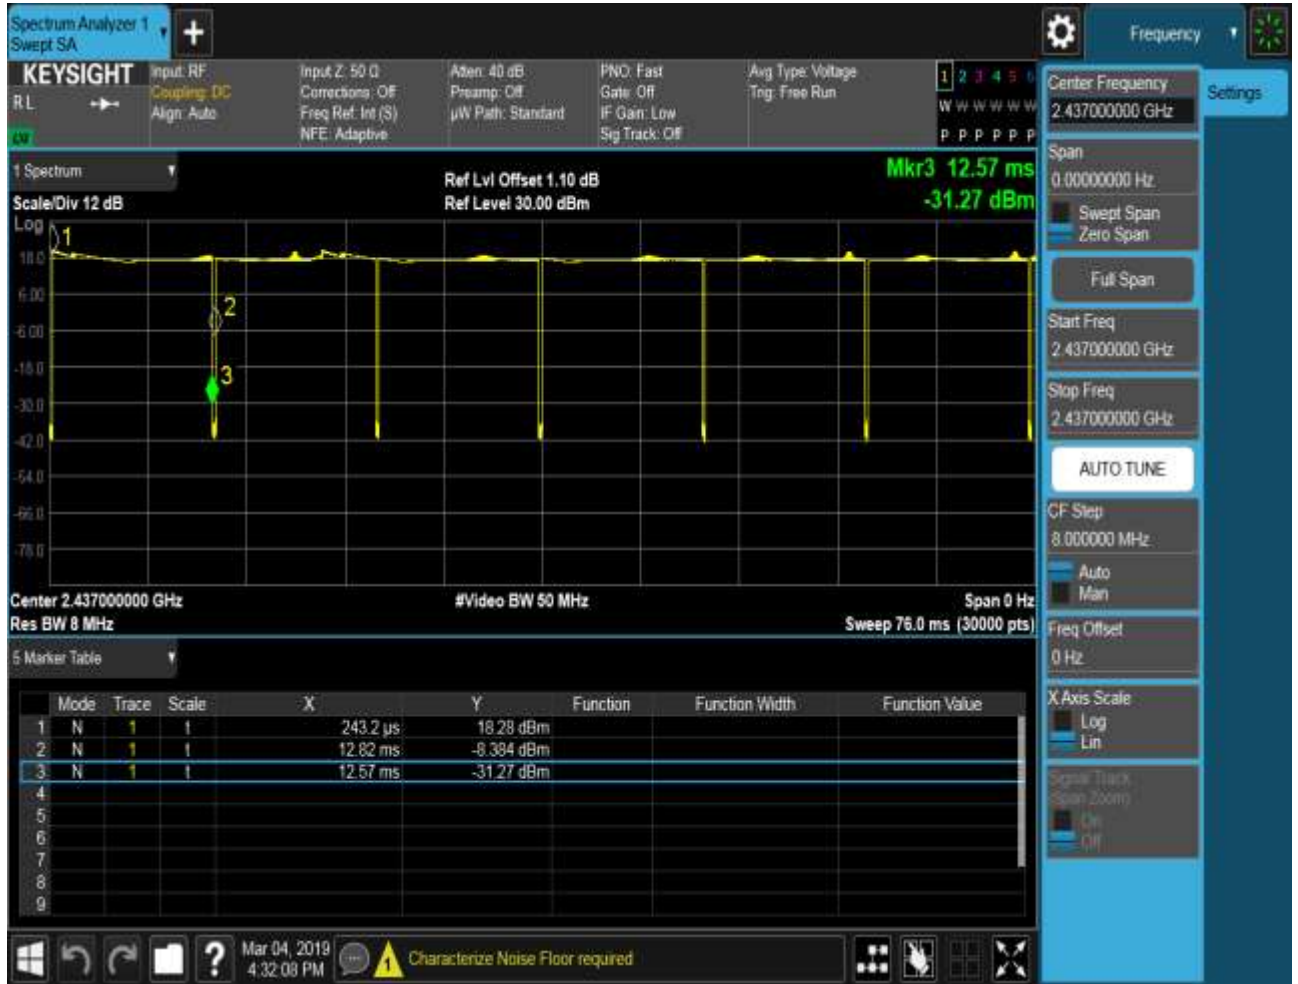 Spectrum Analyzer 1
Swept SA
+
Frequency
KEYSIGHT
RL
Input: RF
Coupling: DC
Align: Auto
Input Z: 50 Ω
Corrections: Off
Freq Ref: Int (S)
NFE: Adaptive
Atten: 40 dB
Preamp: Off
µW Path: Standard
PNO: Fast
Gate: Off
IF Gain: Low
Sig Track: Off
Avg Type: Voltage
Trig: Free Run
1 2 3 4 5 6
W W W W W W
P P P P P P
Center Frequency
2.437000000 GHz
Settings
Span
0.00000000 Hz
Swept Span
Zero Span
Full Span
Start Freq
2.437000000 GHz
Stop Freq
2.437000000 GHz
AUTO TUNE
CF Step
8.000000 MHz
Auto
Man
Freq Offset
0 Hz
X Axis Scale
Log
Lin
Signal Track
(Span Zoom)
On
Off
1 Spectrum
Scale/Div 12 dB
Ref Lvl Offset 1.10 dB
Ref Level 30.00 dBm
Mkr3 12.57 ms
-31.27 dBm
Log
18.0
6.00
-6.00
-18.0
-30.0
-42.0
-54.0
-66.0
-78.0
1
2
3
Center 2.437000000 GHz
#Video BW 50 MHz
Span 0 Hz
Res BW 8 MHz
Sweep 76.0 ms (30000 pts)
5 Marker Table
Mode Trace Scale X Y Function Function Width Function Value
1 N 1 t 243.2 µs 18.28 dBm
2 N 1 t 12.82 ms -8.384 dBm
3 N 1 t 12.57 ms -31.27 dBm
4
5
6
7
8
9
?
Mar 04, 2019
4:32:08 PM
1
Characterize Noise Floor required